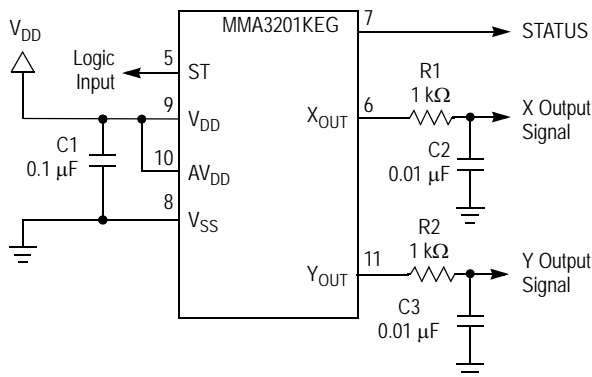 MMA3201KEG
7
STATUS
V_DD
Logic
Input
5
ST
R1
1 kΩ
9
V_DD
X_OUT
6
X Output
Signal
C1
0.1 μF
C2
0.01 μF
10
AV_DD
8
V_SS
R2
1 kΩ
Y_OUT
11
Y Output
Signal
C3
0.01 μF